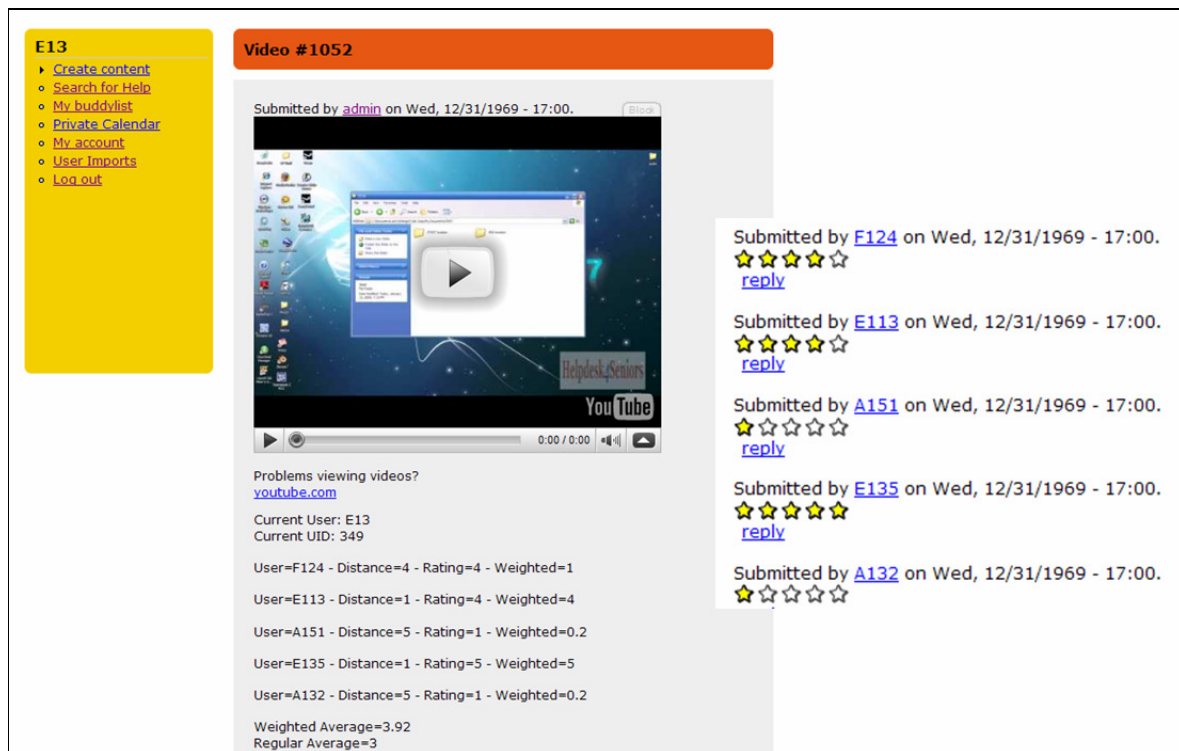 E13
Create content
Search for Help
My buddylist
Private Calendar
My account
User Imports
Log out
Video #1052
Submitted by admin on Wed, 12/31/1969 - 17:00.
Block
Helpdesk4Seniors
YouTube
0:00 / 0:00
Problems viewing videos?
youtube.com
Current User: E13
Current UID: 349
User=F124 - Distance=4 - Rating=4 - Weighted=1
User=E113 - Distance=1 - Rating=4 - Weighted=4
User=A151 - Distance=5 - Rating=1 - Weighted=0.2
User=E135 - Distance=1 - Rating=5 - Weighted=5
User=A132 - Distance=5 - Rating=1 - Weighted=0.2
Weighted Average=3.92
Regular Average=3
Submitted by F124 on Wed, 12/31/1969 - 17:00.
reply
Submitted by E113 on Wed, 12/31/1969 - 17:00.
reply
Submitted by A151 on Wed, 12/31/1969 - 17:00.
reply
Submitted by E135 on Wed, 12/31/1969 - 17:00.
reply
Submitted by A132 on Wed, 12/31/1969 - 17:00.